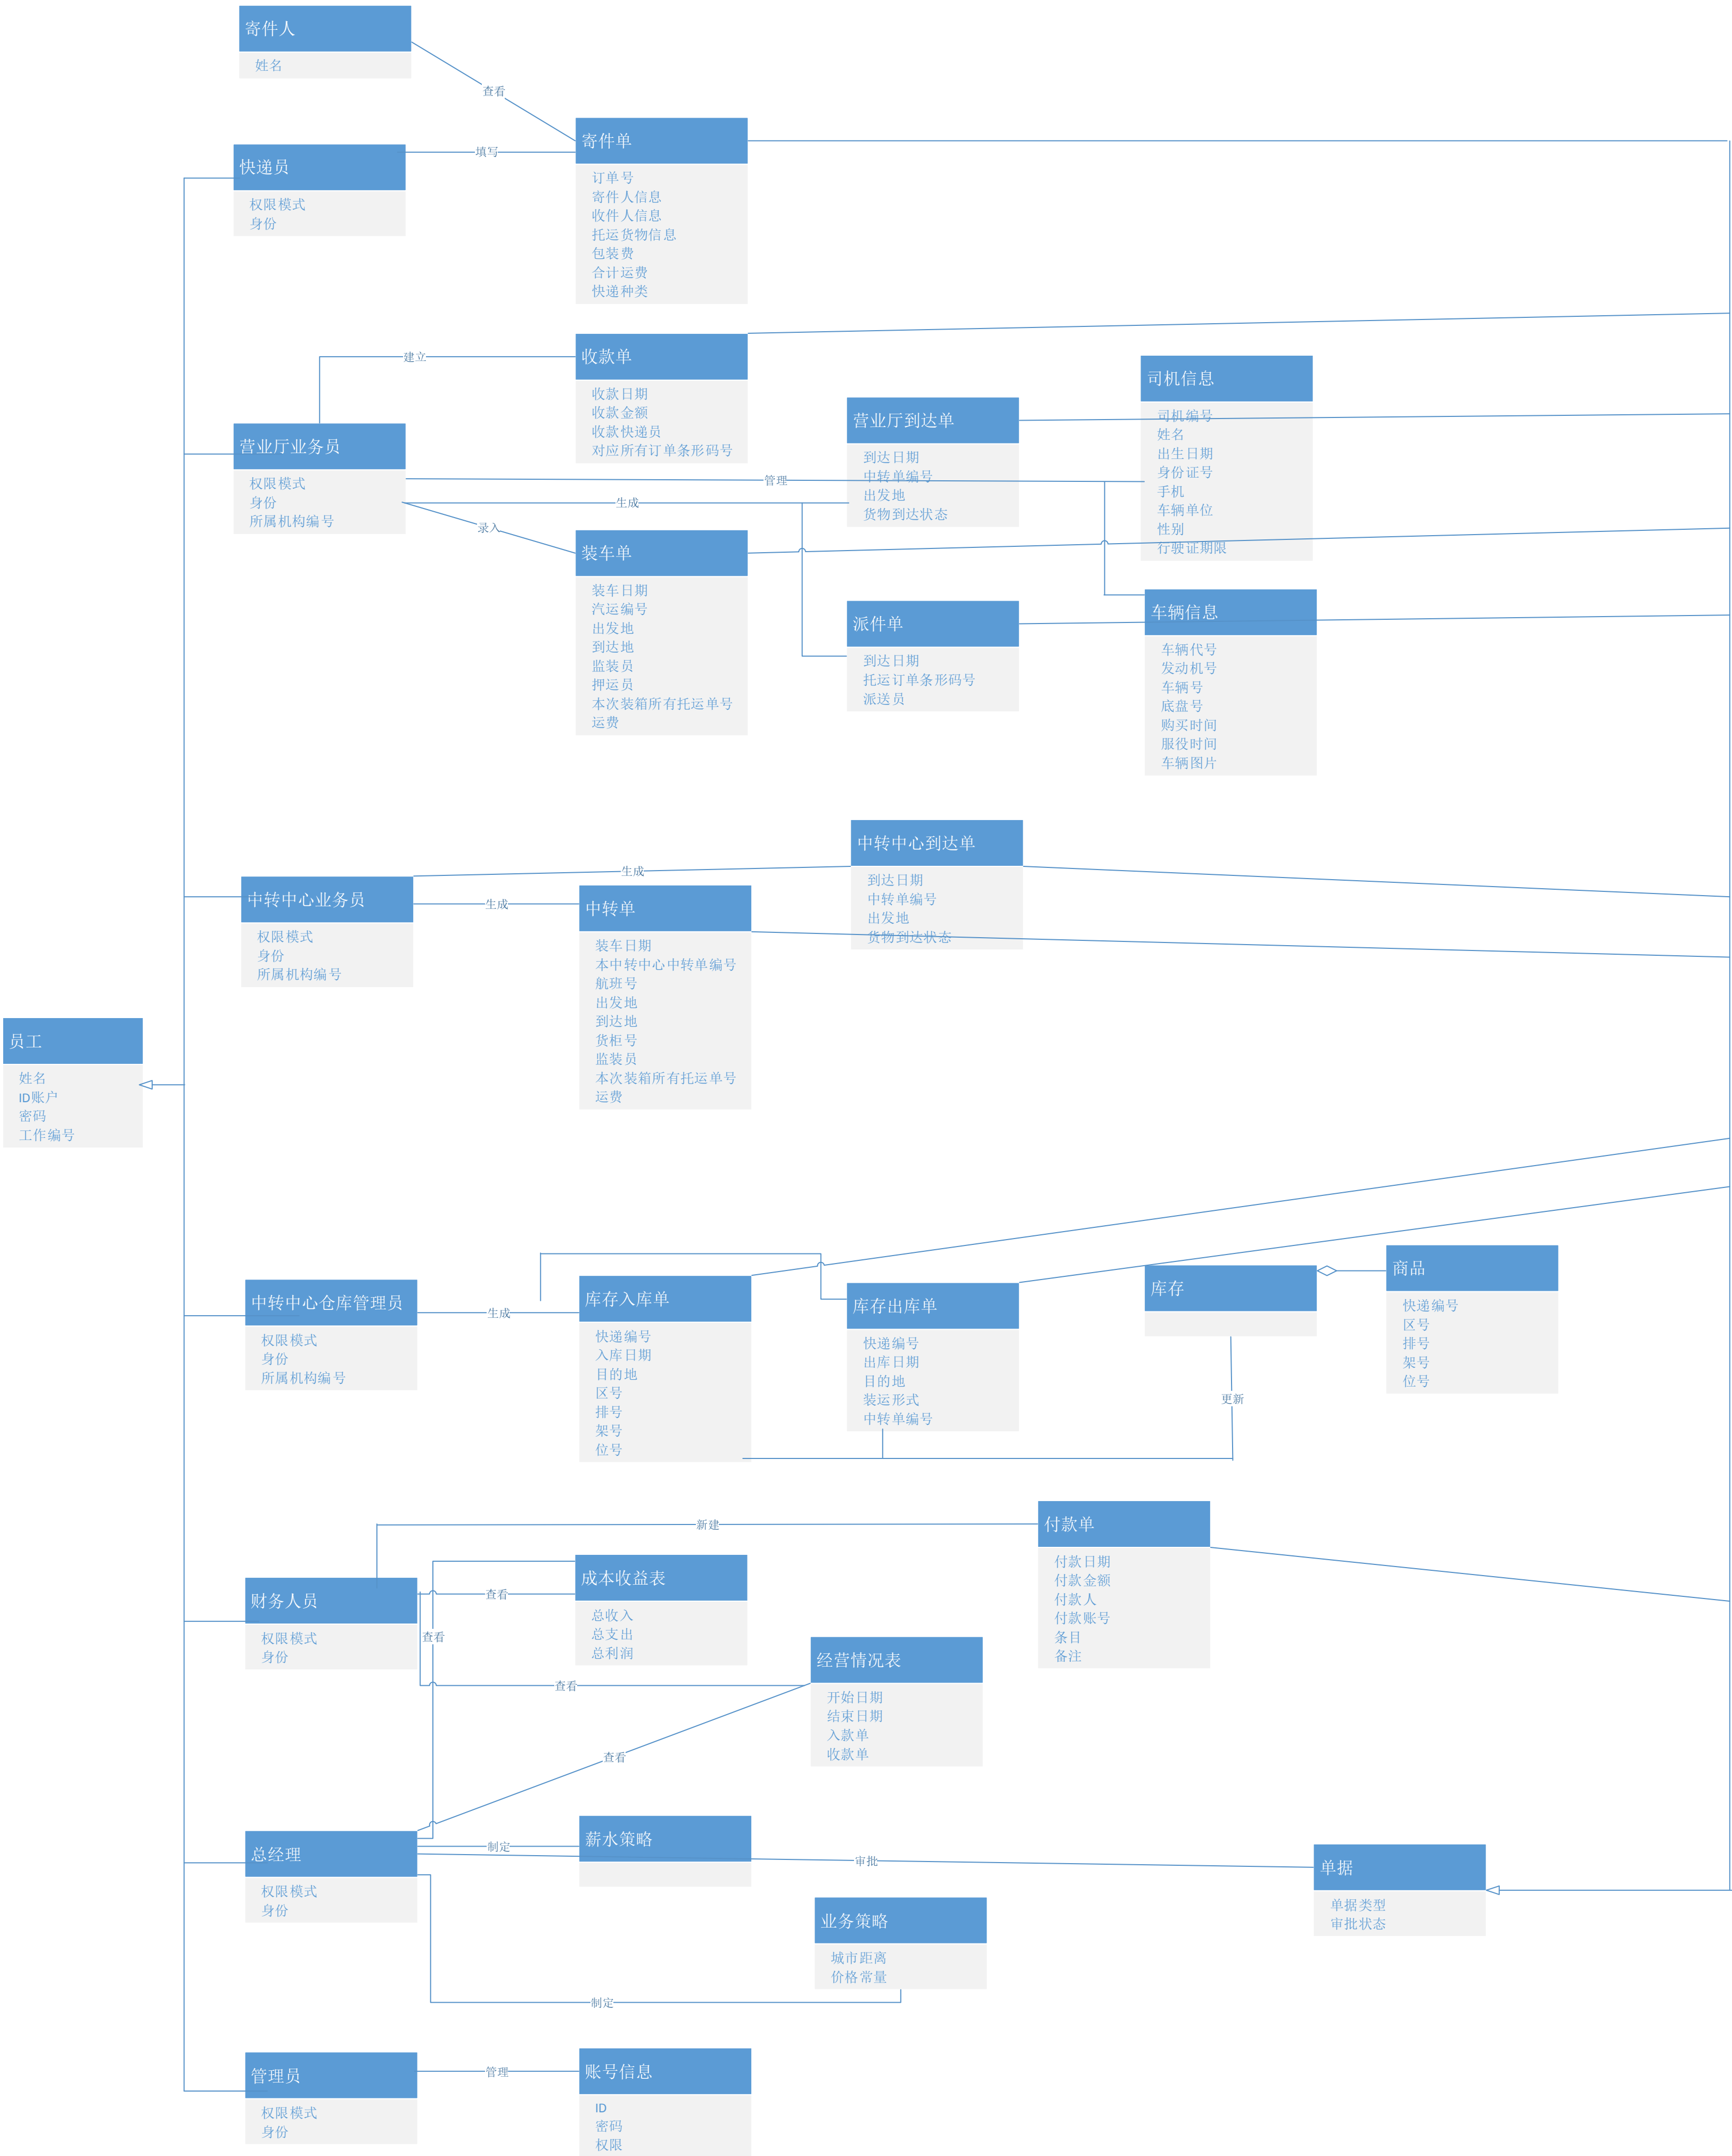 寄件人
姓名
查看
快递员
权限模式
身份
填写
寄件单
订单号
寄件人信息
收件人信息
托运货物信息
包装费
合计运费
快递种类
建立
收款单
收款日期
收款金额
收款快递员
对应所有订单条形码号
营业厅业务员
权限模式
身份
所属机构编号
管理
生成
录入
营业厅到达单
到达日期
中转单编号
出发地
货物到达状态
司机信息
司机编号
姓名
出生日期
身份证号
手机
车辆单位
性别
行驶证期限
装车单
装车日期
汽运编号
出发地
到达地
监装员
押运员
本次装箱所有托运单号
运费
派件单
到达日期
托运订单条形码号
派送员
车辆信息
车辆代号
发动机号
车辆号
底盘号
购买时间
服役时间
车辆图片
中转中心业务员
权限模式
身份
所属机构编号
生成
生成
中转中心到达单
到达日期
中转单编号
出发地
货物到达状态
中转单
装车日期
本中转中心中转单编号
航班号
出发地
到达地
货柜号
监装员
本次装箱所有托运单号
运费
员工
姓名
ID账户
密码
工作编号
中转中心仓库管理员
权限模式
身份
所属机构编号
生成
库存入库单
快递编号
入库日期
目的地
区号
排号
架号
位号
库存出库单
快递编号
出库日期
目的地
装运形式
中转单编号
库存
更新
商品
快递编号
区号
排号
架号
位号
新建
付款单
付款日期
付款金额
付款人
付款账号
条目
备注
财务人员
权限模式
身份
查看
查看
查看
成本收益表
总收入
总支出
总利润
经营情况表
开始日期
结束日期
入款单
收款单
查看
总经理
权限模式
身份
制定
薪水策略
审批
单据
单据类型
审批状态
业务策略
城市距离
价格常量
制定
管理员
权限模式
身份
管理
账号信息
ID
密码
权限